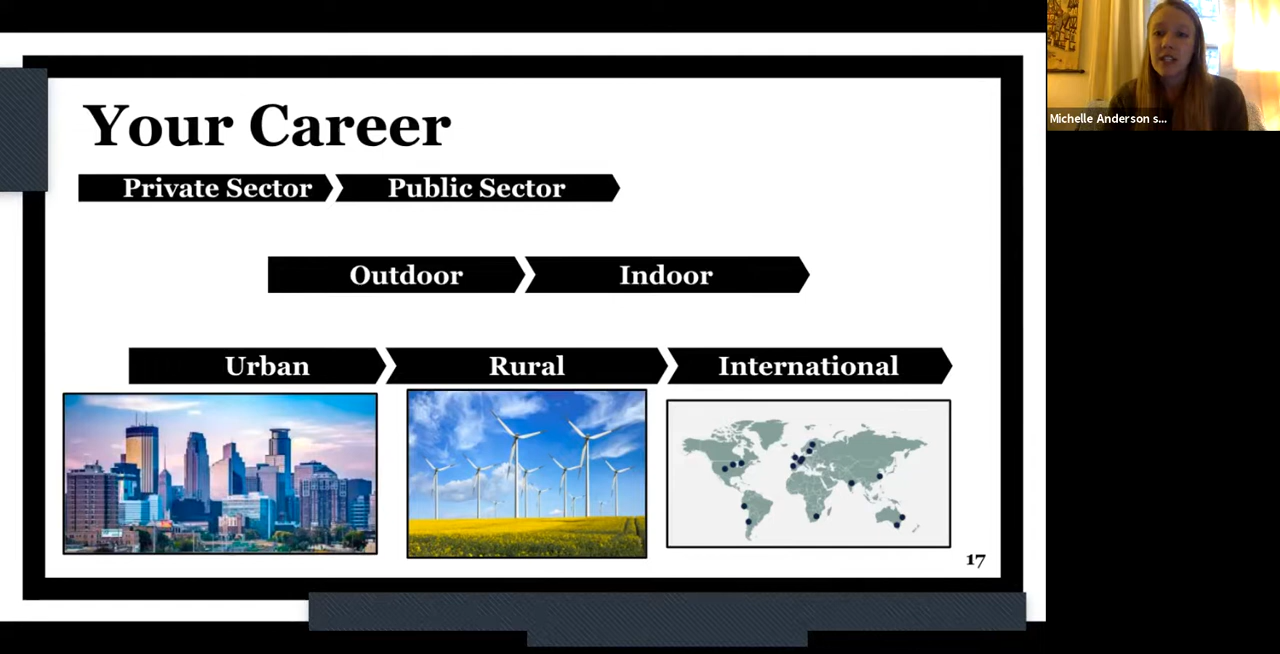 Your Career
Private Sector
Public Sector
Outdoor
Indoor
Urban
Rural
International
17
Michelle Anderson s...